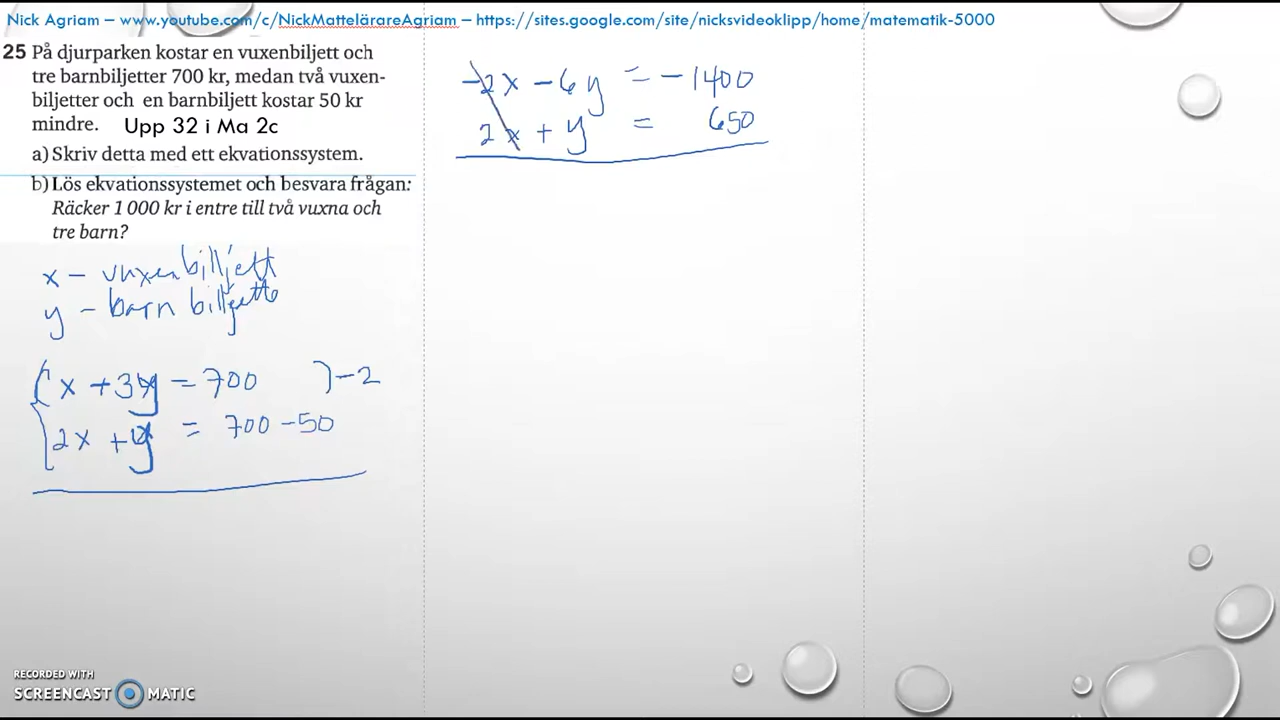 Nick Agriam – www.youtube.com/c/NickMattelärareAgriam – https://sites.google.com/site/nicksvideoklipp/home/matematik-5000
25 På djurparken kostar en vuxenbiljett och
tre barnbiljetter 700 kr, medan två vuxen-
biljetter och en barnbiljett kostar 50 kr
mindre. Upp 32 i Ma 2c
a) Skriv detta med ett ekvationssystem.
b) Lös ekvationssystemet och besvara frågan:
Räcker 1 000 kr i entre till två vuxna och
tre barn?
x – vuxenbilljett
y – barn billjette
x + 3y = 700 ) -2
2x + y = 700 - 50
-2x - 6y = -1400
2x + y = 650
RECORDED WITH
SCREENCAST MATIC